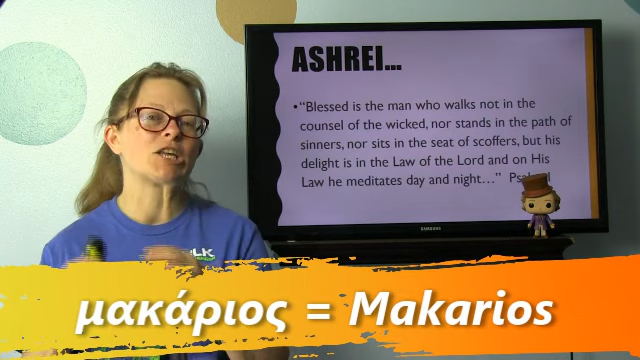 ASHREI...
•“Blessed is the man who walks not in the
counsel of the wicked, nor stands in the path of
sinners, nor sits in the seat of scoffers, but his
delight is in the Law of the Lord and on His
Law he meditates day and night...”
SAMSUNG
μακάριος = Makarios